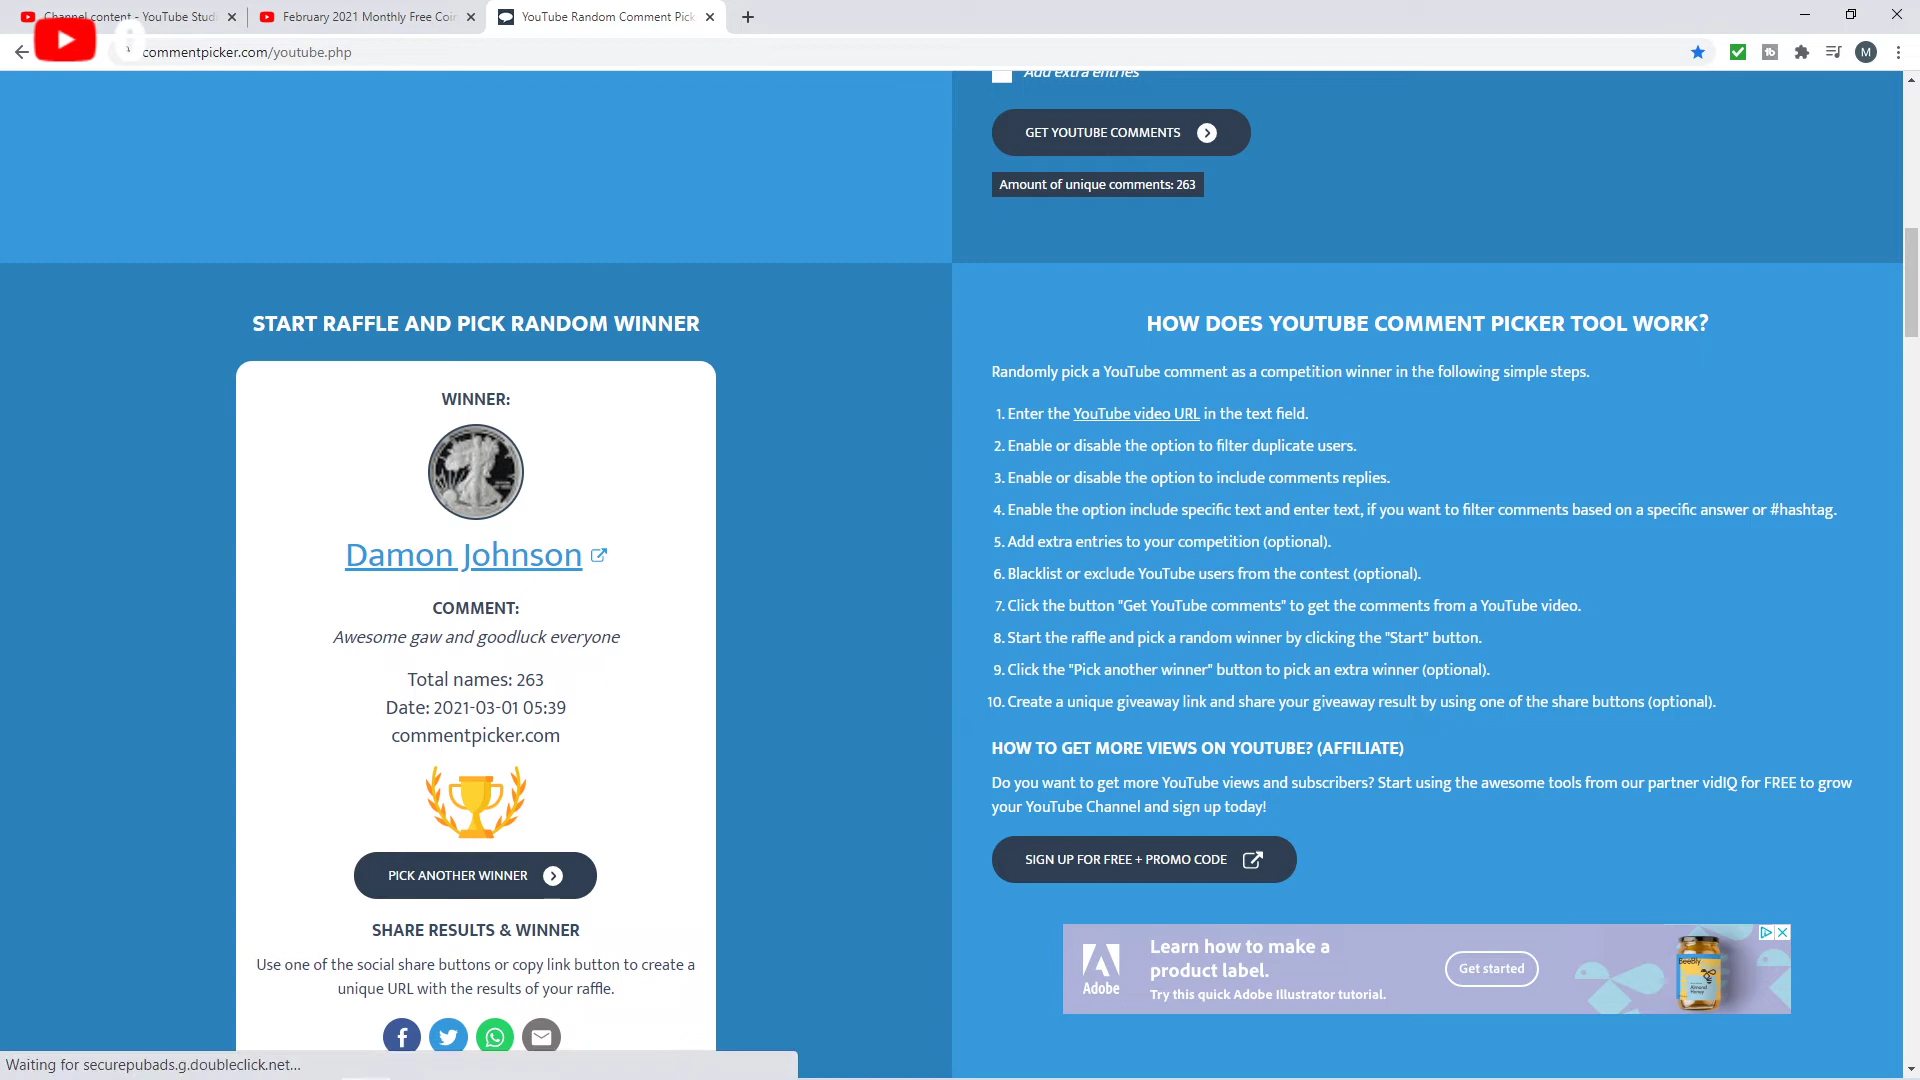 Channel content - YouTube Stud
February 2021 Monthly Free Coin
YouTube Random Comment Pick
commentpicker.com/youtube.php
M
Add extra entries
GET YOUTUBE COMMENTS
Amount of unique comments: 263
START RAFFLE AND PICK RANDOM WINNER
WINNER:
Damon Johnson
COMMENT:
Awesome gaw and goodluck everyone
Total names: 263
Date: 2021-03-01 05:39
commentpicker.com
PICK ANOTHER WINNER
SHARE RESULTS & WINNER
Use one of the social share buttons or copy link button to create a
unique URL with the results of your raffle.
HOW DOES YOUTUBE COMMENT PICKER TOOL WORK?
Randomly pick a YouTube comment as a competition winner in the following simple steps.
1. Enter the YouTube video URL in the text field.
2. Enable or disable the option to filter duplicate users.
3. Enable or disable the option to include comments replies.
4. Enable the option include specific text and enter text, if you want to filter comments based on a specific answer or #hashtag.
5. Add extra entries to your competition (optional).
6. Blacklist or exclude YouTube users from the contest (optional).
7. Click the button "Get YouTube comments" to get the comments from a YouTube video.
8. Start the raffle and pick a random winner by clicking the "Start" button.
9. Click the "Pick another winner" button to pick an extra winner (optional).
10. Create a unique giveaway link and share your giveaway result by using one of the share buttons (optional).
HOW TO GET MORE VIEWS ON YOUTUBE? (AFFILIATE)
Do you want to get more YouTube views and subscribers? Start using the awesome tools from our partner vidIQ for FREE to grow
your YouTube Channel and sign up today!
SIGN UP FOR FREE + PROMO CODE
Adobe
Learn how to make a
product label.
Try this quick Adobe Illustrator tutorial.
Get started
BeeBly
Almond
Honey
Waiting for securepubads.g.doubleclick.net...